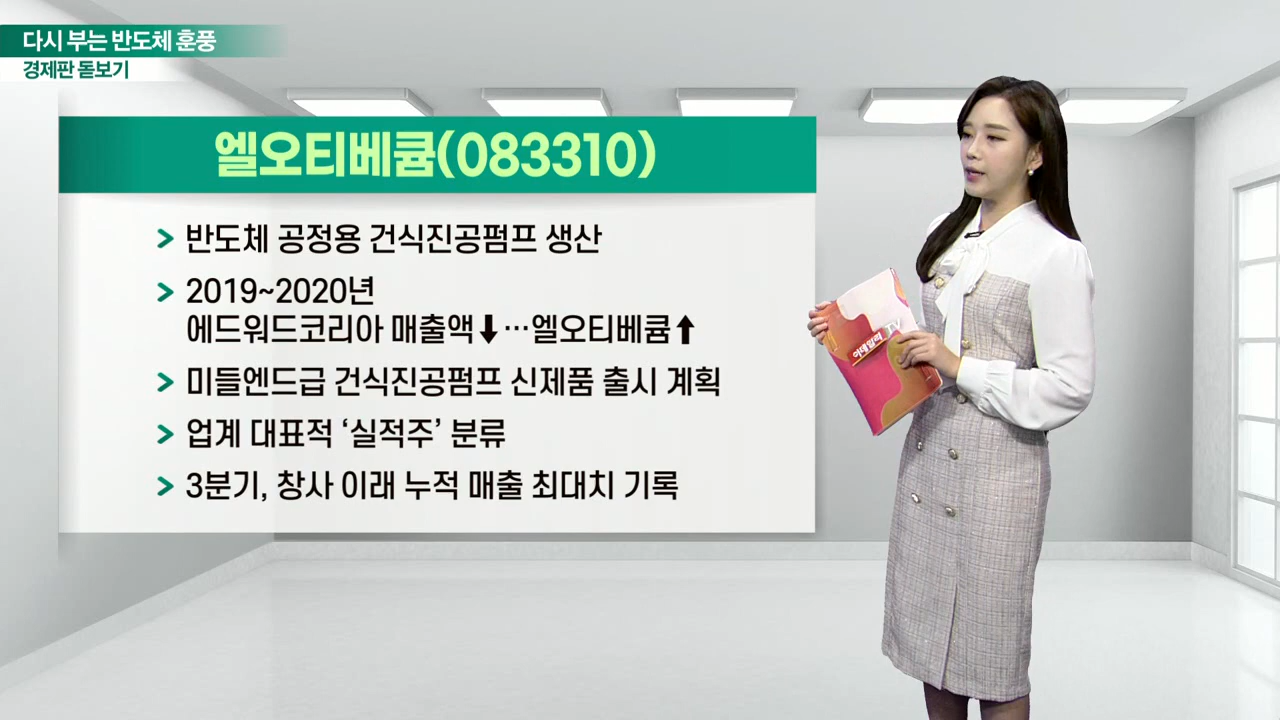 다시 부는 반도체 훈풍
경제판 돋보기
엘오티베큠(083310)
> 반도체 공정용 건식진공펌프 생산
> 2019~2020년
에드워드코리아 매출액⬇…엘오티베큠⬆
> 미들엔드급 건식진공펌프 신제품 출시 계획
> 업계 대표적 ‘실적주’ 분류
> 3분기, 창사 이래 누적 매출 최대치 기록
이데일리 TV